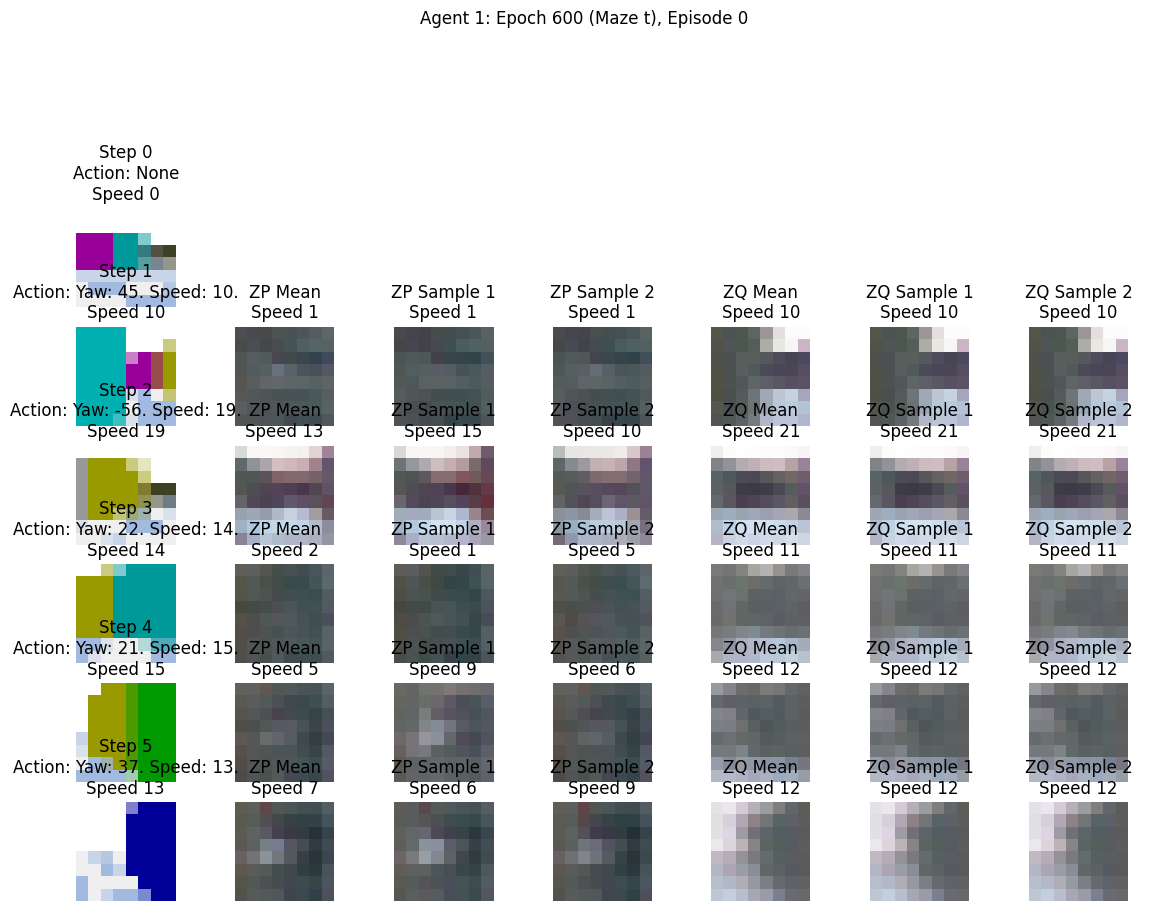 Agent 1: Epoch 600 (Maze t), Episode 0
Step 0
Action: None
Speed 0
Step 1
Action: Yaw: 45. Speed: 10.
Speed 10
ZP Mean
Speed 1
ZP Sample 1
Speed 1
ZP Sample 2
Speed 1
ZQ Mean
Speed 10
ZQ Sample 1
Speed 10
ZQ Sample 2
Speed 10
Step 2
Action: Yaw: -56. Speed: 19.
Speed 19
ZP Mean
Speed 13
ZP Sample 1
Speed 15
ZP Sample 2
Speed 10
ZQ Mean
Speed 21
ZQ Sample 1
Speed 21
ZQ Sample 2
Speed 21
Step 3
Action: Yaw: 22. Speed: 14.
Speed 14
ZP Mean
Speed 2
ZP Sample 1
Speed 1
ZP Sample 2
Speed 5
ZQ Mean
Speed 11
ZQ Sample 1
Speed 11
ZQ Sample 2
Speed 11
Step 4
Action: Yaw: 21. Speed: 15.
Speed 15
ZP Mean
Speed 5
ZP Sample 1
Speed 9
ZP Sample 2
Speed 6
ZQ Mean
Speed 12
ZQ Sample 1
Speed 12
ZQ Sample 2
Speed 12
Step 5
Action: Yaw: 37. Speed: 13.
Speed 13
ZP Mean
Speed 7
ZP Sample 1
Speed 6
ZP Sample 2
Speed 9
ZQ Mean
Speed 12
ZQ Sample 1
Speed 12
ZQ Sample 2
Speed 12